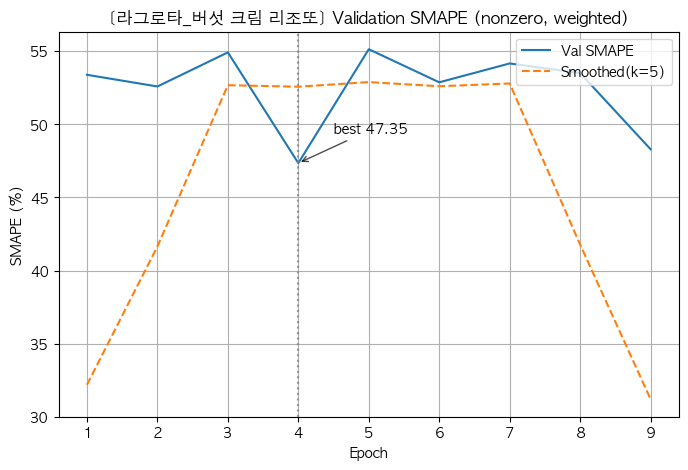 [라그로타_버섯 크림 리조또] Validation SMAPE (nonzero, weighted)
SMAPE (%)
55
50
45
40
35
30
Val SMAPE
Smoothed(k=5)
best 47.35
1 2 3 4 5 6 7 8 9
Epoch